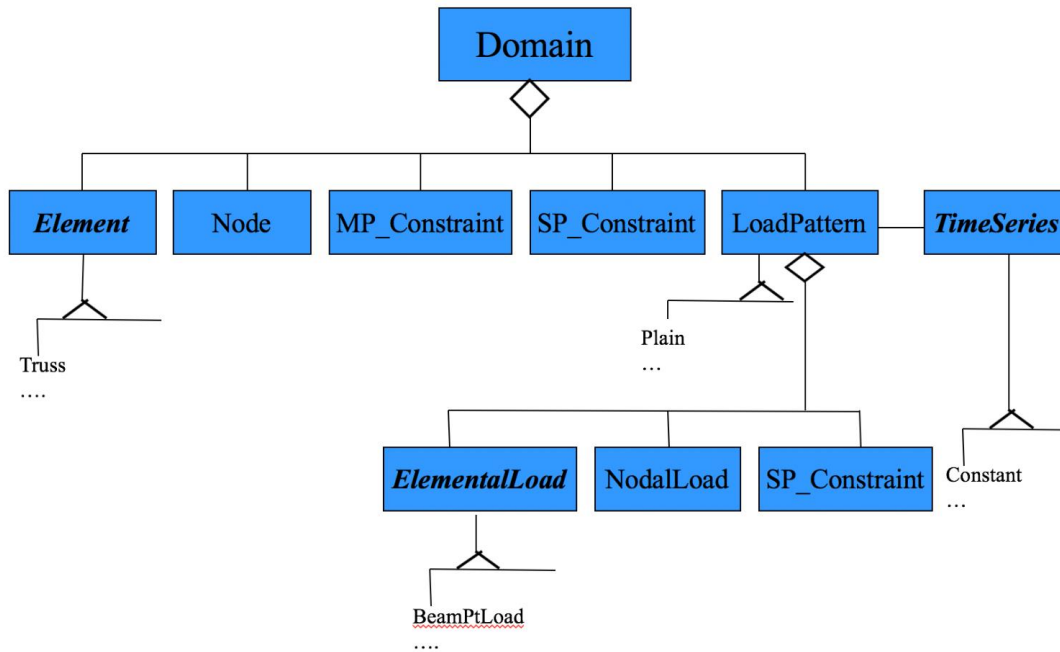 Domain
Element
Node
MP_Constraint
SP_Constraint
LoadPattern
TimeSeries
Truss
....
Plain
...
ElementalLoad
NodalLoad
SP_Constraint
Constant
...
BeamPtLoad
....